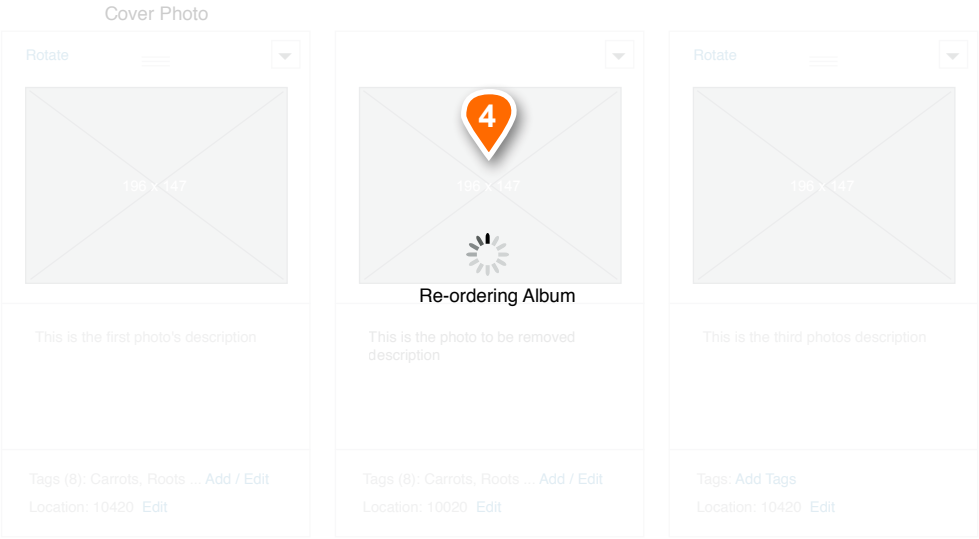 Cover Photo
Rotate
196 x 147
This is the first photo's description
Tags (8): Carrots, Roots ... Add / Edit
Location: 10420 Edit
4
196 x 147
Re-ordering Album
This is the photo to be removed
description
Tags (8): Carrots, Roots ... Add / Edit
Location: 10020 Edit
Rotate
196 x 147
This is the third photos description
Tags: Add Tags
Location: 10420 Edit